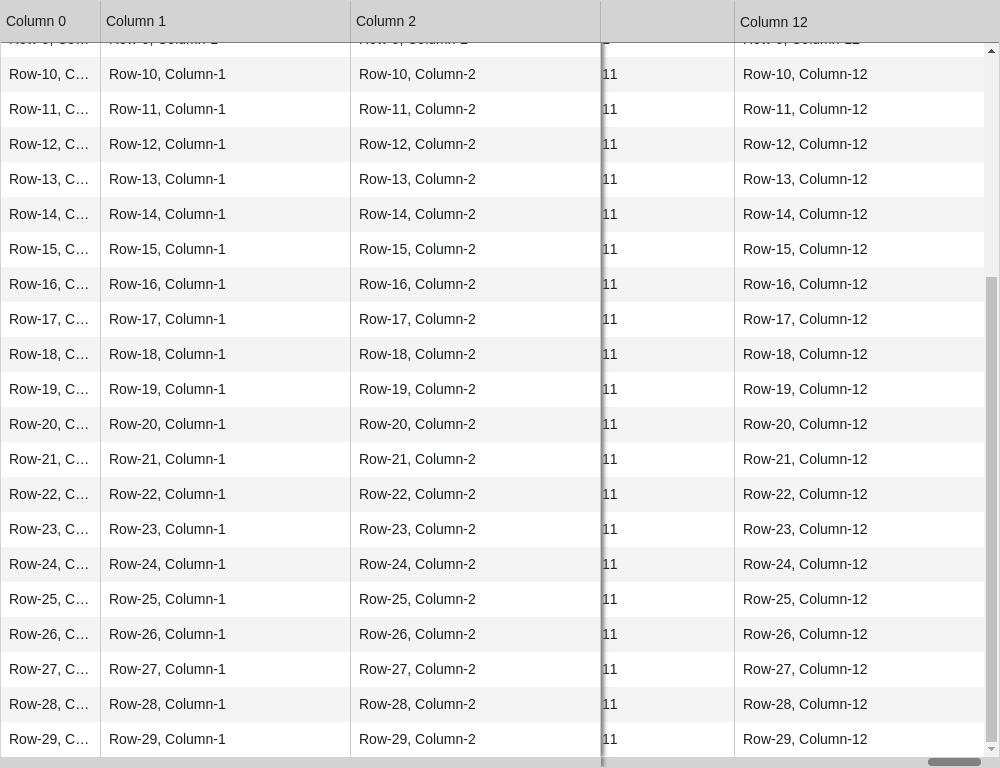 Column 0 Column 1 Column 2 Column 12
Row-10, C... Row-10, Column-1 Row-10, Column-2 11 Row-10, Column-12
Row-11, C... Row-11, Column-1 Row-11, Column-2 11 Row-11, Column-12
Row-12, C... Row-12, Column-1 Row-12, Column-2 11 Row-12, Column-12
Row-13, C... Row-13, Column-1 Row-13, Column-2 11 Row-13, Column-12
Row-14, C... Row-14, Column-1 Row-14, Column-2 11 Row-14, Column-12
Row-15, C... Row-15, Column-1 Row-15, Column-2 11 Row-15, Column-12
Row-16, C... Row-16, Column-1 Row-16, Column-2 11 Row-16, Column-12
Row-17, C... Row-17, Column-1 Row-17, Column-2 11 Row-17, Column-12
Row-18, C... Row-18, Column-1 Row-18, Column-2 11 Row-18, Column-12
Row-19, C... Row-19, Column-1 Row-19, Column-2 11 Row-19, Column-12
Row-20, C... Row-20, Column-1 Row-20, Column-2 11 Row-20, Column-12
Row-21, C... Row-21, Column-1 Row-21, Column-2 11 Row-21, Column-12
Row-22, C... Row-22, Column-1 Row-22, Column-2 11 Row-22, Column-12
Row-23, C... Row-23, Column-1 Row-23, Column-2 11 Row-23, Column-12
Row-24, C... Row-24, Column-1 Row-24, Column-2 11 Row-24, Column-12
Row-25, C... Row-25, Column-1 Row-25, Column-2 11 Row-25, Column-12
Row-26, C... Row-26, Column-1 Row-26, Column-2 11 Row-26, Column-12
Row-27, C... Row-27, Column-1 Row-27, Column-2 11 Row-27, Column-12
Row-28, C... Row-28, Column-1 Row-28, Column-2 11 Row-28, Column-12
Row-29, C... Row-29, Column-1 Row-29, Column-2 11 Row-29, Column-12